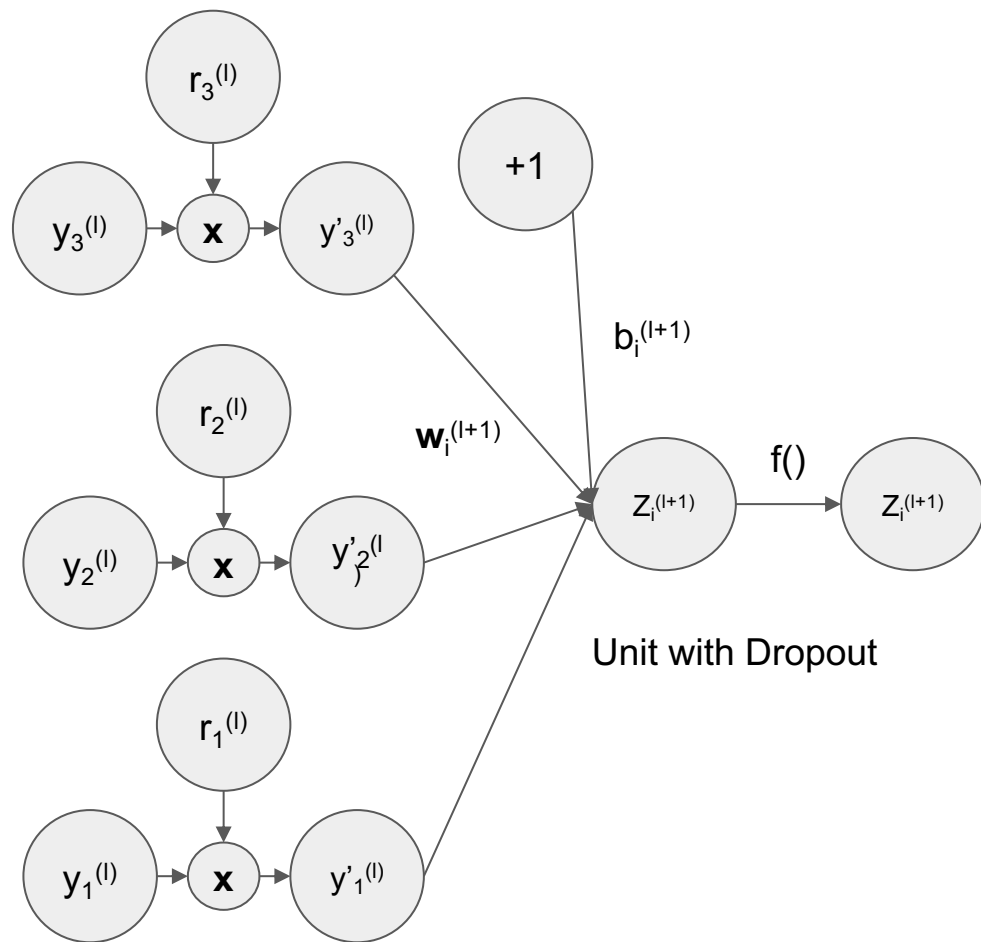 r₃⁽ˡ⁾
+1
y₃⁽ˡ⁾
x
y’₃⁽ˡ⁾
bᵢ⁽ˡ⁺¹⁾
r₂⁽ˡ⁾
wᵢ⁽ˡ⁺¹⁾
f()
zᵢ⁽ˡ⁺¹⁾
zᵢ⁽ˡ⁺¹⁾
y₂⁽ˡ⁾
x
y’₂⁽ˡ
⁾
Unit with Dropout
r₁⁽ˡ⁾
y₁⁽ˡ⁾
x
y’₁⁽ˡ⁾